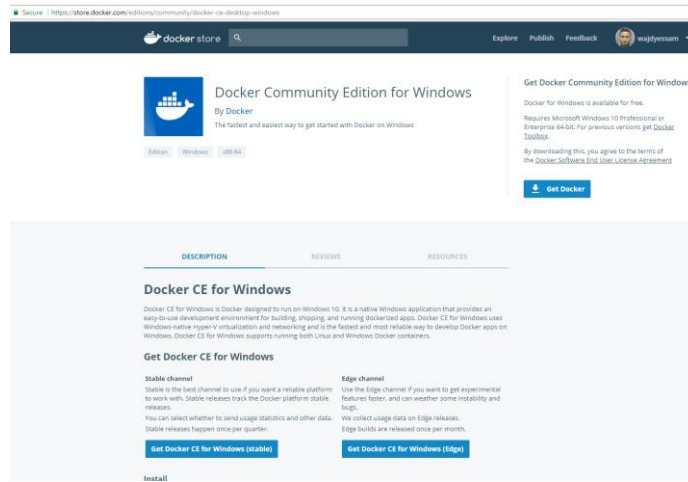 Secure | https://store.docker.com/editions/community/docker-ce-desktop-windows
docker store
Explore Publish Feedback wajdyessam
Docker Community Edition for Windows
By Docker
The fastest and easiest way to get started with Docker on Windows
Edition Windows x86-64
Get Docker Community Edition for Window
Docker for Windows is available for free.
Requires Microsoft Windows 10 Professional or
Enterprise 64-bit. For previous versions get Docker
Toolbox.
By downloading this, you agree to the terms of
the Docker Software End User License Agreement
Get Docker
DESCRIPTION REVIEWS RESOURCES
Docker CE for Windows
Docker CE for Windows is Docker designed to run on Windows 10. It is a native Windows application that provides an
easy-to-use development environment for building, shipping, and running dockerized apps. Docker CE for Windows uses
Windows-native Hyper-V virtualization and networking and is the fastest and most reliable way to develop Docker apps on
Windows. Docker CE for Windows supports running both Linux and Windows Docker containers.
Get Docker CE for Windows
Stable channel
Stable is the best channel to use if you want a reliable platform
to work with. Stable releases track the Docker platform stable
releases.
You can select whether to send usage statistics and other data.
Stable releases happen once per quarter.
Get Docker CE for Windows (stable)
Edge channel
Use the Edge channel if you want to get experimental
features faster, and can weather some instability and
bugs.
We collect usage data on Edge releases.
Edge builds are released once per month.
Get Docker CE for Windows (Edge)
Install